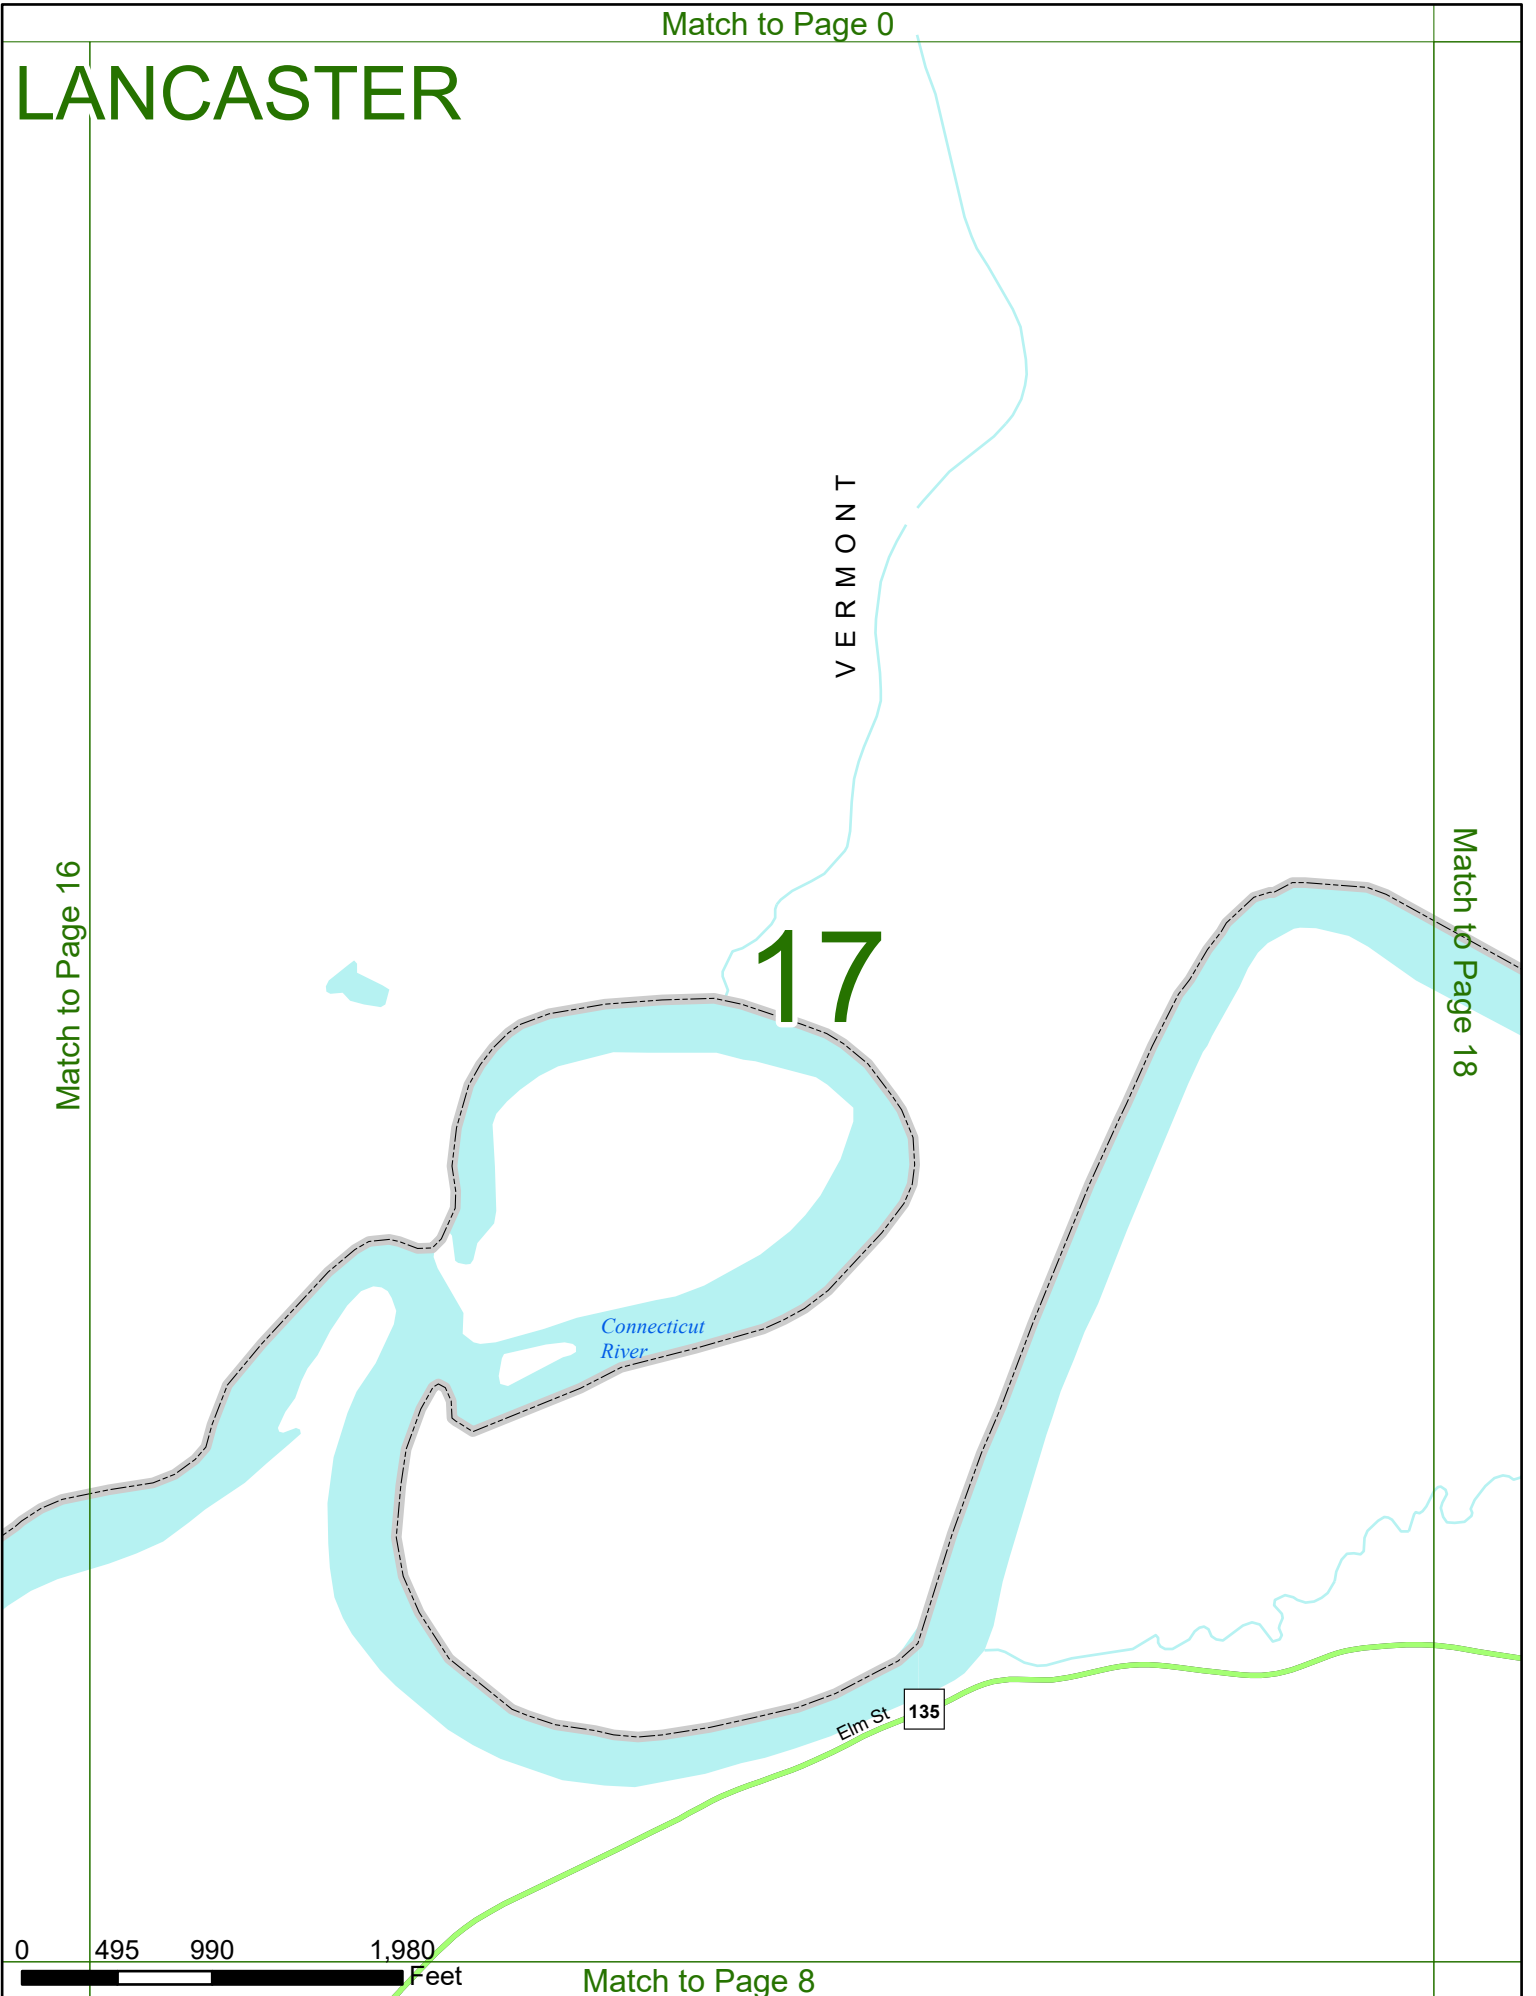 Match to Page 0
LANCASTER
VERMONT
Match to Page 16
17
Match to Page 18
Connecticut
River
Elm St
135
0 495 990 1,980
Feet
Match to Page 8